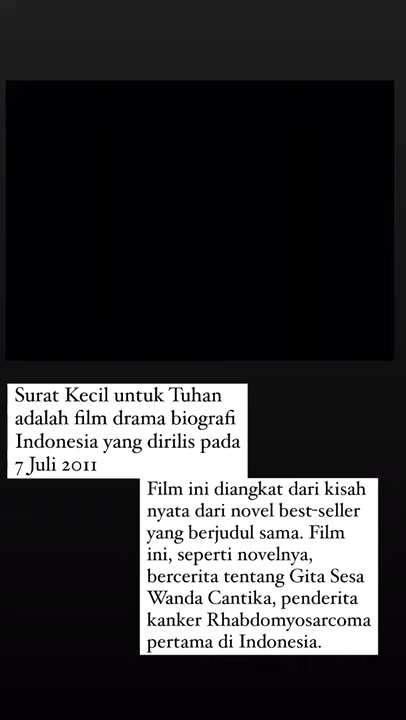 Surat Kecil untuk Tuhan
adalah film drama biografi
Indonesia yang dirilis pada
7 Juli 2011
Film ini diangkat dari kisah
nyata dari novel best-seller
yang berjudul sama. Film
ini, seperti novelnya,
bercerita tentang Gita Sesa
Wanda Cantika, penderita
kanker Rhabdomyosarcoma
pertama di Indonesia.